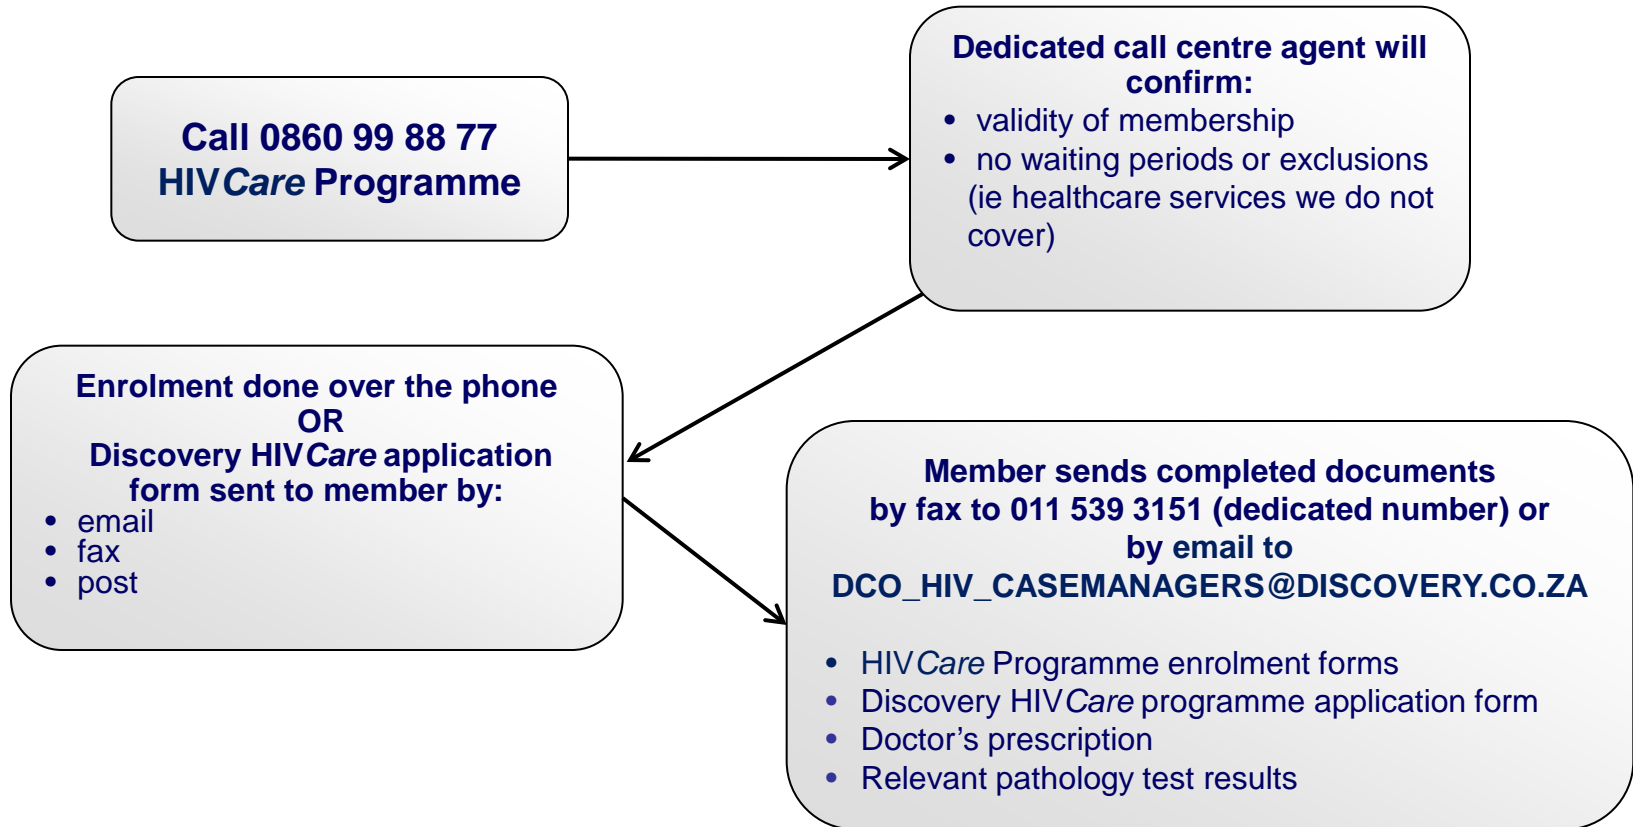 Call 0860 99 88 77
HIVCare Programme
Dedicated call centre agent will
confirm:
• validity of membership
• no waiting periods or exclusions
(ie healthcare services we do not
cover)
Enrolment done over the phone
OR
Discovery HIVCare application
form sent to member by:
• email
• fax
• post
Member sends completed documents
by fax to 011 539 3151 (dedicated number) or
by email to
DCO_HIV_CASEMANAGERS@DISCOVERY.CO.ZA
• HIVCare Programme enrolment forms
• Discovery HIVCare programme application form
• Doctor's prescription
• Relevant pathology test results